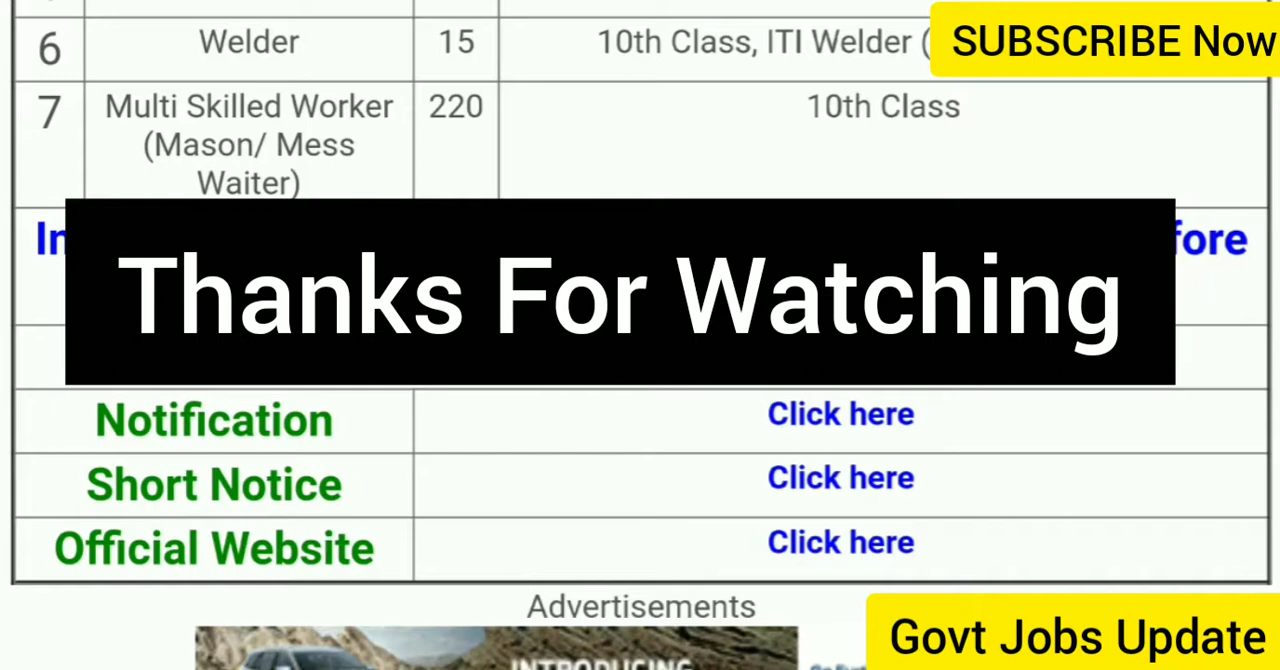 6 Welder 15 10th Class, ITI Welder (
SUBSCRIBE Now
7 Multi Skilled Worker 220 10th Class
(Mason/ Mess
Waiter)
Thanks For Watching
Notification Click here
Short Notice Click here
Official Website Click here
Advertisements
INTRODUCING
Govt Jobs Update